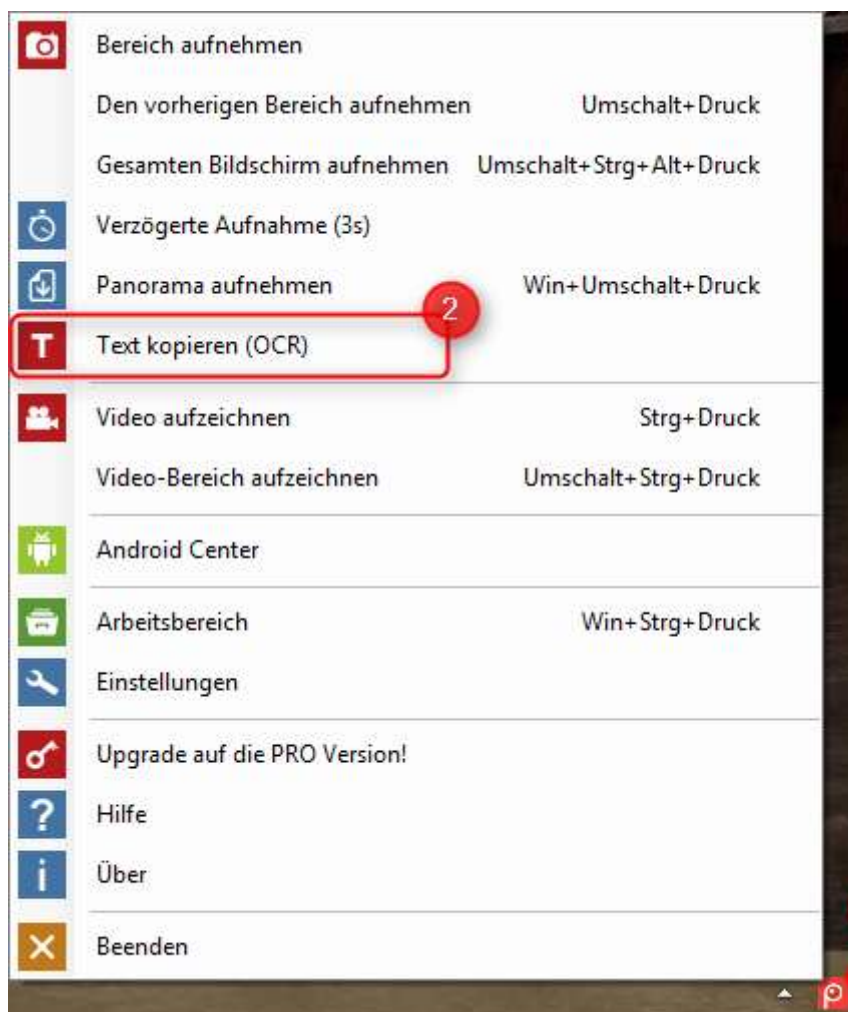 Bereich aufnehmen
Den vorherigen Bereich aufnehmen Umschalt+Druck
Gesamten Bildschirm aufnehmen Umschalt+Strg+Alt+Druck
Verzögerte Aufnahme (3s)
Panorama aufnehmen Win+Umschalt+Druck
2
T Text kopieren (OCR)
Video aufzeichnen Strg+Druck
Video-Bereich aufzeichnen Umschalt+Strg+Druck
Android Center
Arbeitsbereich Win+Strg+Druck
Einstellungen
Upgrade auf die PRO Version!
? Hilfe
i Über
Beenden